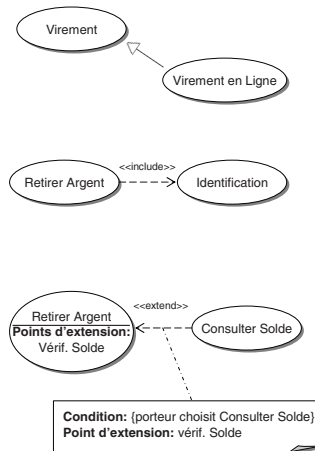 Virement
Virement en Ligne
<<include>>
Retirer Argent
Identification
<<extend>>
Retirer Argent
Points d'extension:
Vérif. Solde
Consulter Solde
Condition: {porteur choisit Consulter Solde}
Point d'extension: vérif. Solde